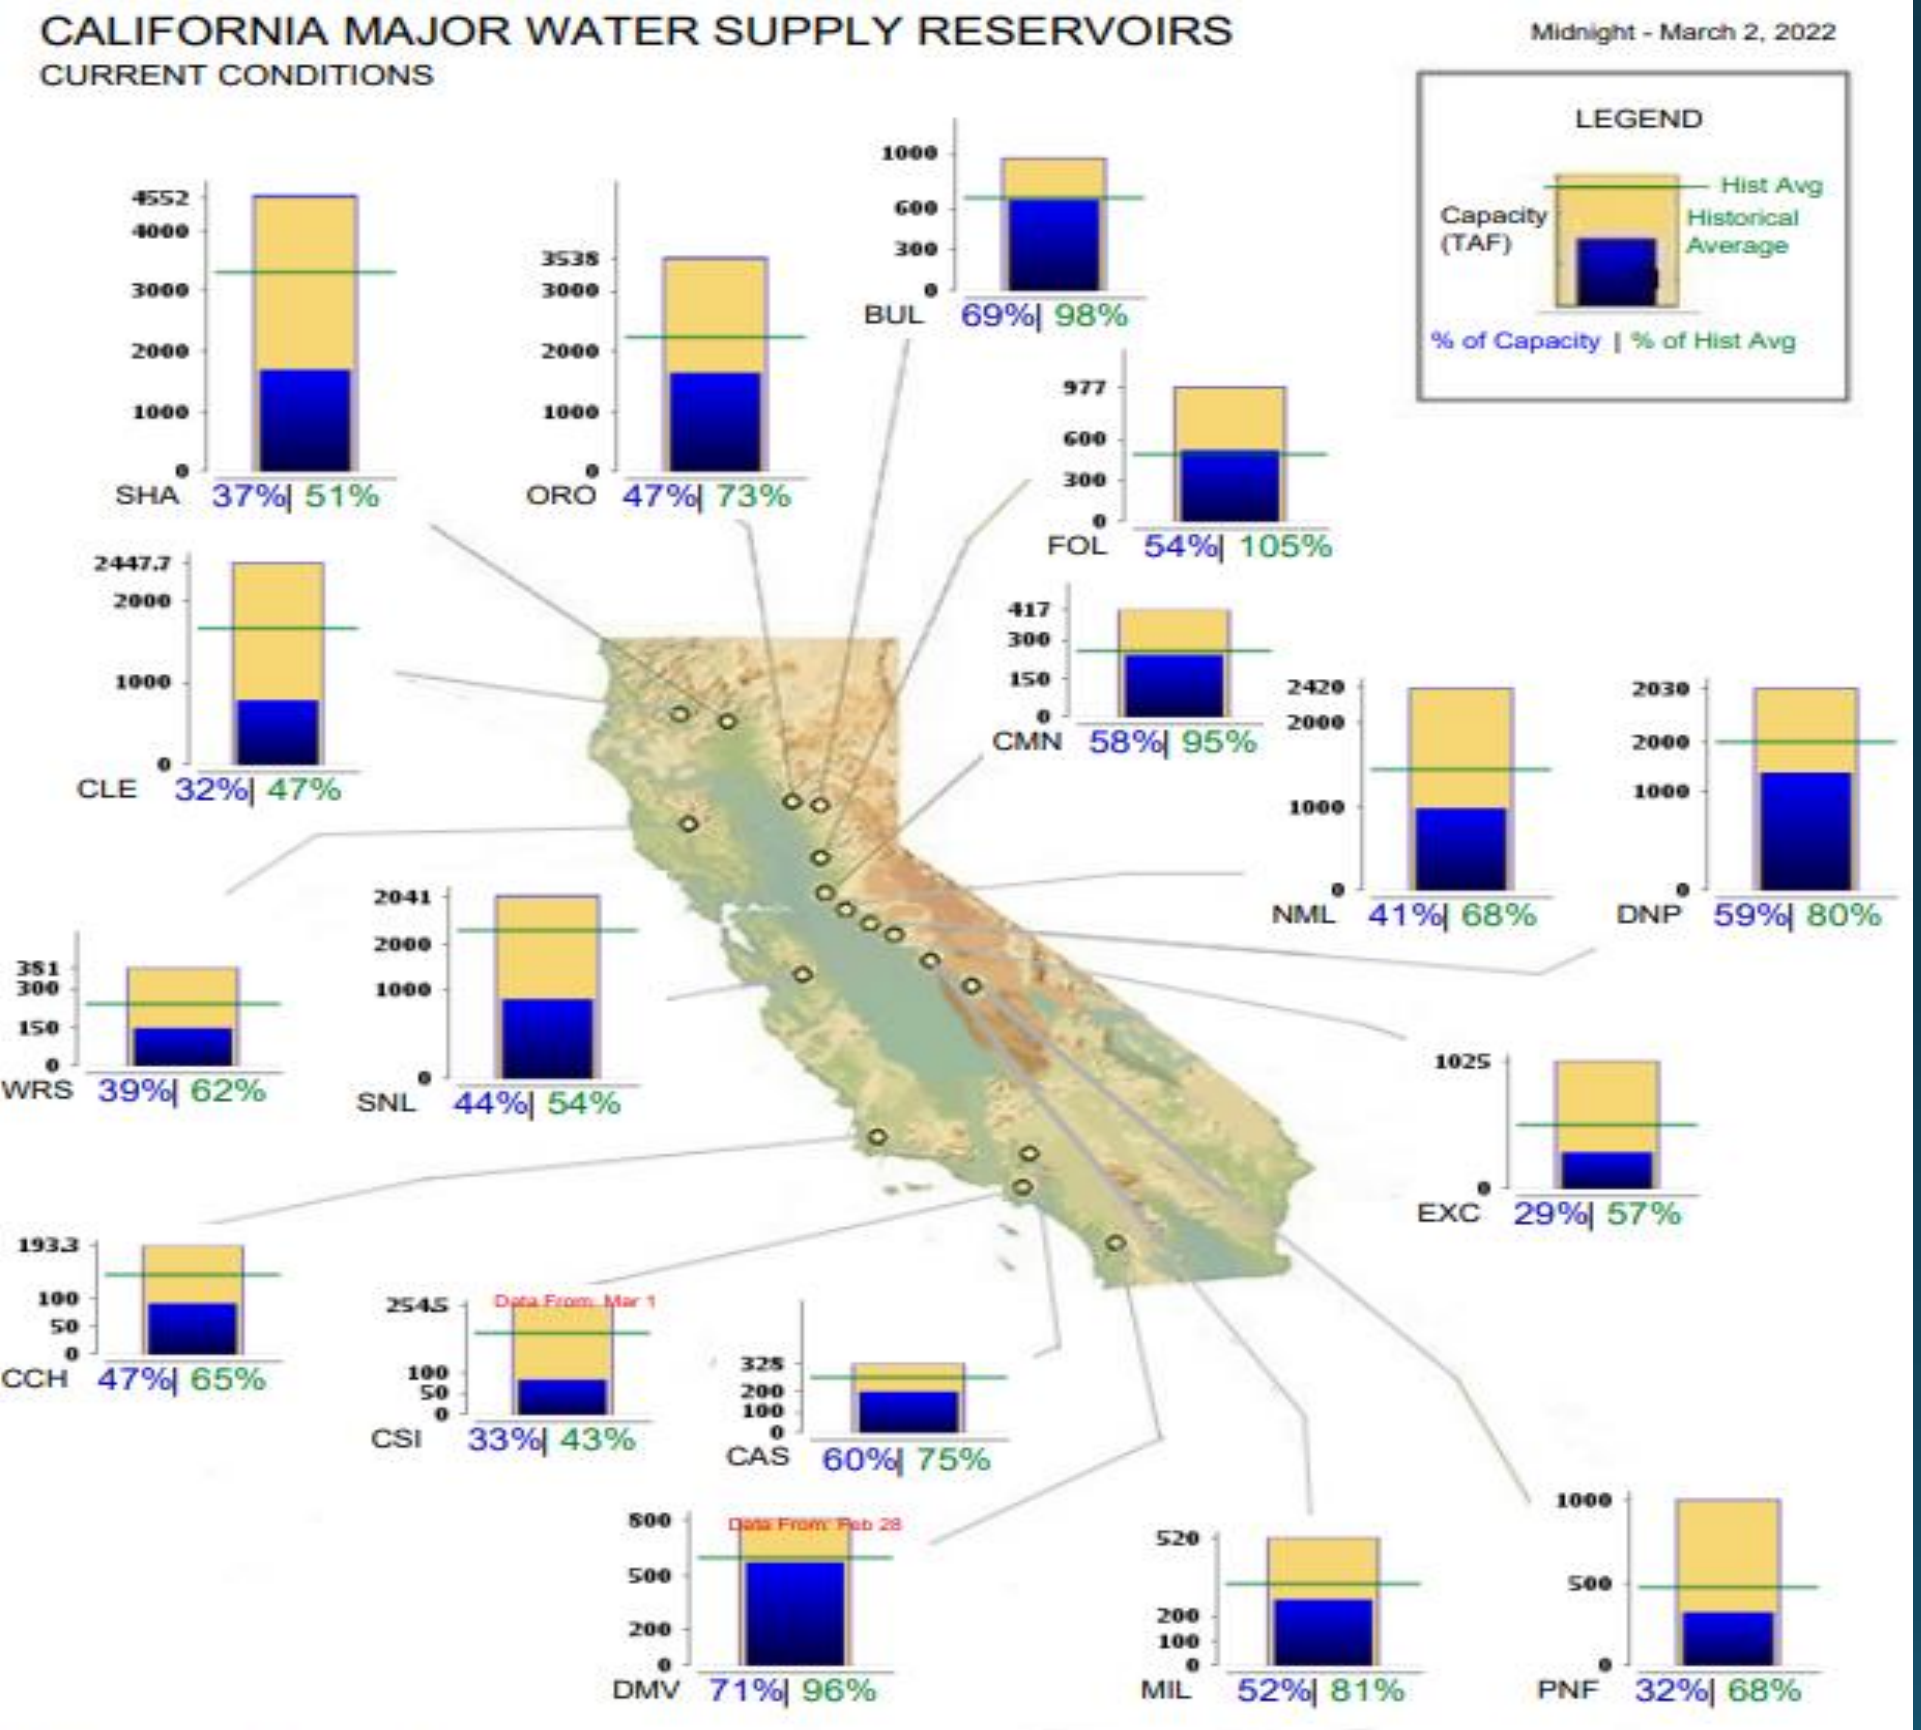 CALIFORNIA MAJOR WATER SUPPLY RESERVOIRS
CURRENT CONDITIONS
Midnight - March 2, 2022
LEGEND
Hist Avg
Capacity
(TAF)
Historical
Average
% of Capacity | % of Hist Avg
4552
4000
3000
2000
1000
0
SHA 37%| 51%
3538
3000
2000
1000
0
ORO 47%| 73%
1000
600
300
0
BUL 69%| 98%
977
600
300
0
FOL 54%| 105%
2447.7
2000
1000
0
CLE 32%| 47%
417
300
150
0
CMN 58%| 95%
2420
2000
1000
0
NML 41%| 68%
2030
2000
1000
0
DNP 59%| 80%
381
300
150
0
WRS 39%| 62%
2041
2000
1000
0
SNL 44%| 54%
1025
0
EXC 29%| 57%
193.3
100
50
0
CCH 47%| 65%
Data From: Mar 1
254.5
100
50
0
CSI 33%| 43%
328
200
100
0
CAS 60%| 75%
Data From: Feb 28
800
500
200
0
DMV 71%| 96%
520
200
100
0
MIL 52%| 81%
1000
500
0
PNF 32%| 68%